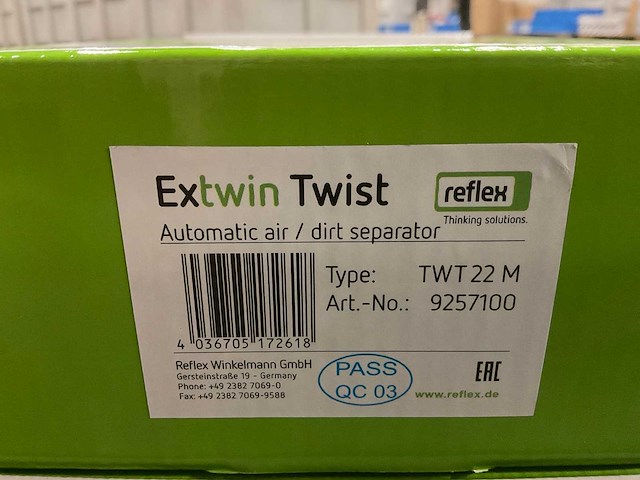 Extwin Twist
reflex
Thinking solutions.
Automatic air / dirt separator
Type: TWT 22 M
Art.-No.: 9257100
4 036705 172618
Reflex Winkelmann GmbH
Gersteinstraße 19 - Germany
Phone: +49 2382 7069-0
Fax: +49 2382 7069-9588
PASS
QC 03
EAC
www.reflex.de